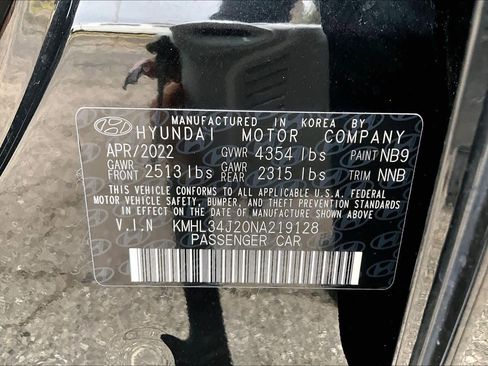 MANUFACTURED IN KOREA BY
HYUNDAI MOTOR COMPANY
APR/2022 GVWR 4354 lbs PAINT NB9
GAWR FRONT 2513 lbs GAWR REAR 2315 lbs TRIM NNB
THIS VEHICLE CONFORMS TO ALL APPLICABLE U.S.A. FEDERAL
MOTOR VEHICLE SAFETY, BUMPER, AND THEFT PREVENTION STANDARDS
IN EFFECT ON THE DATE OF MANUFACTURE SHOWN ABOVE.
V.I.N KMHL34J20NA219128
PASSENGER CAR